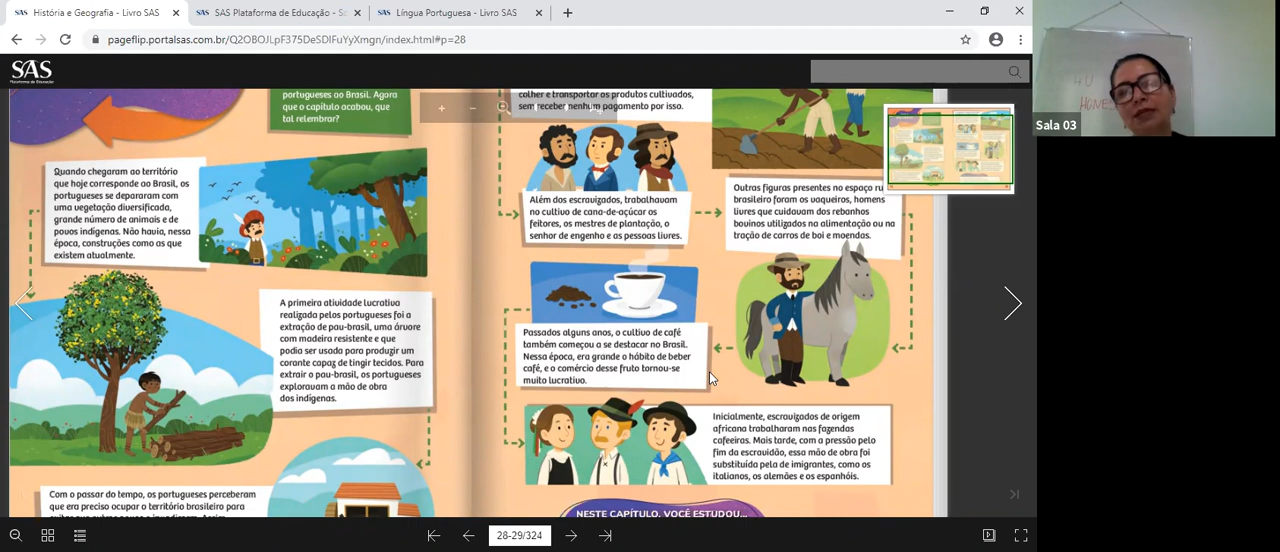 SAS História e Geografia - Livro SAS
SAS SAS Plataforma de Educação - S
SAS Língua Portuguesa - Livro SAS
pageflip.portalsas.com.br/Q2OBOJLpF375DeSDIFuYyXmgn/index.html#p=28
SAS
Plataforma de Educação
portugueses ao Brasil. Agora
que o capítulo acabou, que
tal relembrar?
Quando chegaram ao território
que hoje corresponde ao Brasil, os
portugueses se depararam com
uma vegetação diversificada,
grande número de animais e de
povos indígenas. Não havia, nessa
época, construções como as que
existem atualmente.
A primeira atividade lucrativa
realizada pelos portugueses foi a
extração de pau-brasil, uma árvore
com madeira resistente e que
podia ser usada para produzir um
corante capaz de tingir tecidos. Para
extrair o pau-brasil, os portugueses
exploravam a mão de obra
dos indígenas.
Com o passar do tempo, os portugueses perceberam
que era preciso ocupar o território brasileiro para
colher e transportar os produtos cultivados,
sem receber nenhum pagamento por isso.
Além dos escravizados, trabalhavam
no cultivo de cana-de-açúcar os
feitores, os mestres de plantação, o
senhor de engenho e as pessoas livres.
Outras figuras presentes no espaço ru
brasileiro foram os vaqueiros, homens
livres que cuidavam dos rebanhos
bovinos utilizados na alimentação ou na
tração de carros de boi e moendas.
Passados alguns anos, o cultivo de café
também começou a se destacar no Brasil.
Nessa época, era grande o hábito de beber
café, e o comércio desse fruto tornou-se
muito lucrativo.
Inicialmente, escravizados de origem
africana trabalharam nas fazendas
cafeeiras. Mais tarde, com a pressão pelo
fim da escravidão, essa mão de obra foi
substituída pela de imigrantes, como os
italianos, os alemães e os espanhóis.
NESTE CAPÍTULO, VOCÊ ESTUDOU...
28-29/324
Sala 03